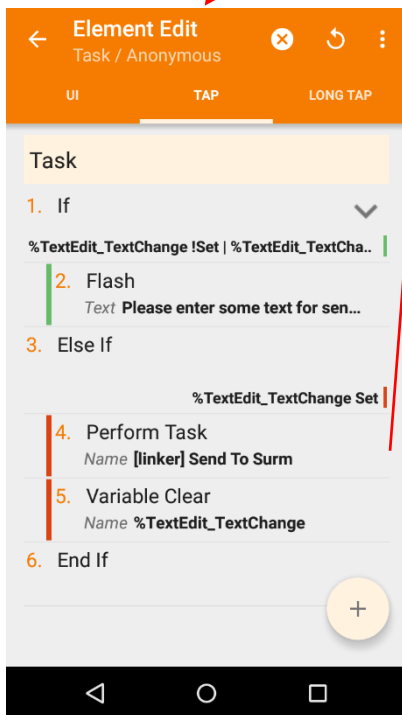 Element Edit
Task / Anonymous
UI TAP LONG TAP
Task
1. If
%TextEdit_TextChange !Set | %TextEdit_TextCha..
2. Flash
Text Please enter some text for sen...
3. Else If
%TextEdit_TextChange Set
4. Perform Task
Name [linker] Send To Surm
5. Variable Clear
Name %TextEdit_TextChange
6. End If